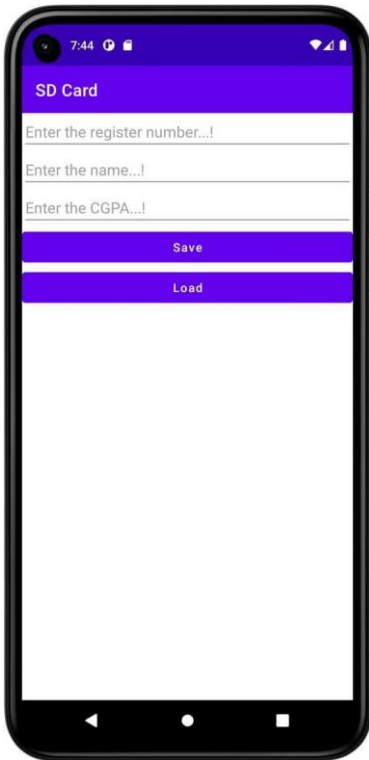 7:44
SD Card
Enter the register number...!
Enter the name...!
Enter the CGPA...!
Save
Load